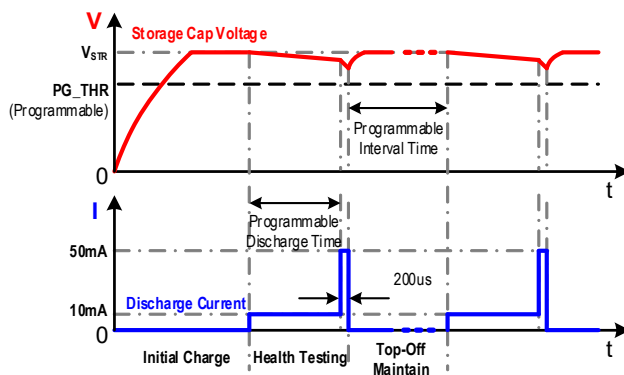 V
Storage Cap Voltage
VSTR
PG_THR
(Programmable)
Programmable
Interval Time
0
t
I
Programmable
Discharge Time
50mA
200us
10mA
Discharge Current
0
t
Initial Charge
Health Testing
Top-Off
Maintain